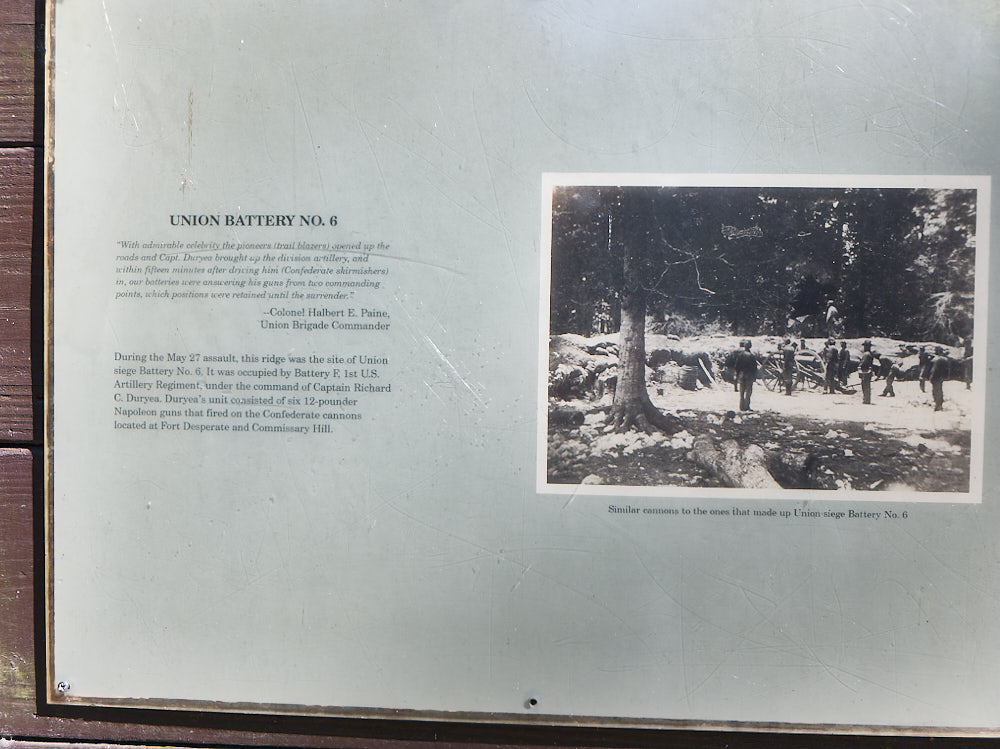 UNION BATTERY NO. 6
"With admirable celebrity the pioneers (trail blazers) opened up the
roads and Capt. Duryea brought up the division artillery, and
within fifteen minutes after driving him (Confederate skirmishers)
in, our batteries were answering his guns from two commanding
points, which positions were retained until the surrender."
--Colonel Halbert E. Paine,
Union Brigade Commander
During the May 27 assault, this ridge was the site of Union
siege Battery No. 6. It was occupied by Battery F, 1st U.S.
Artillery Regiment, under the command of Captain Richard
C. Duryea. Duryea's unit consisted of six 12-pounder
Napoleon guns that fired on the Confederate cannons
located at Fort Desperate and Commissary Hill.
Similar cannons to the ones that made up Union siege Battery No. 6